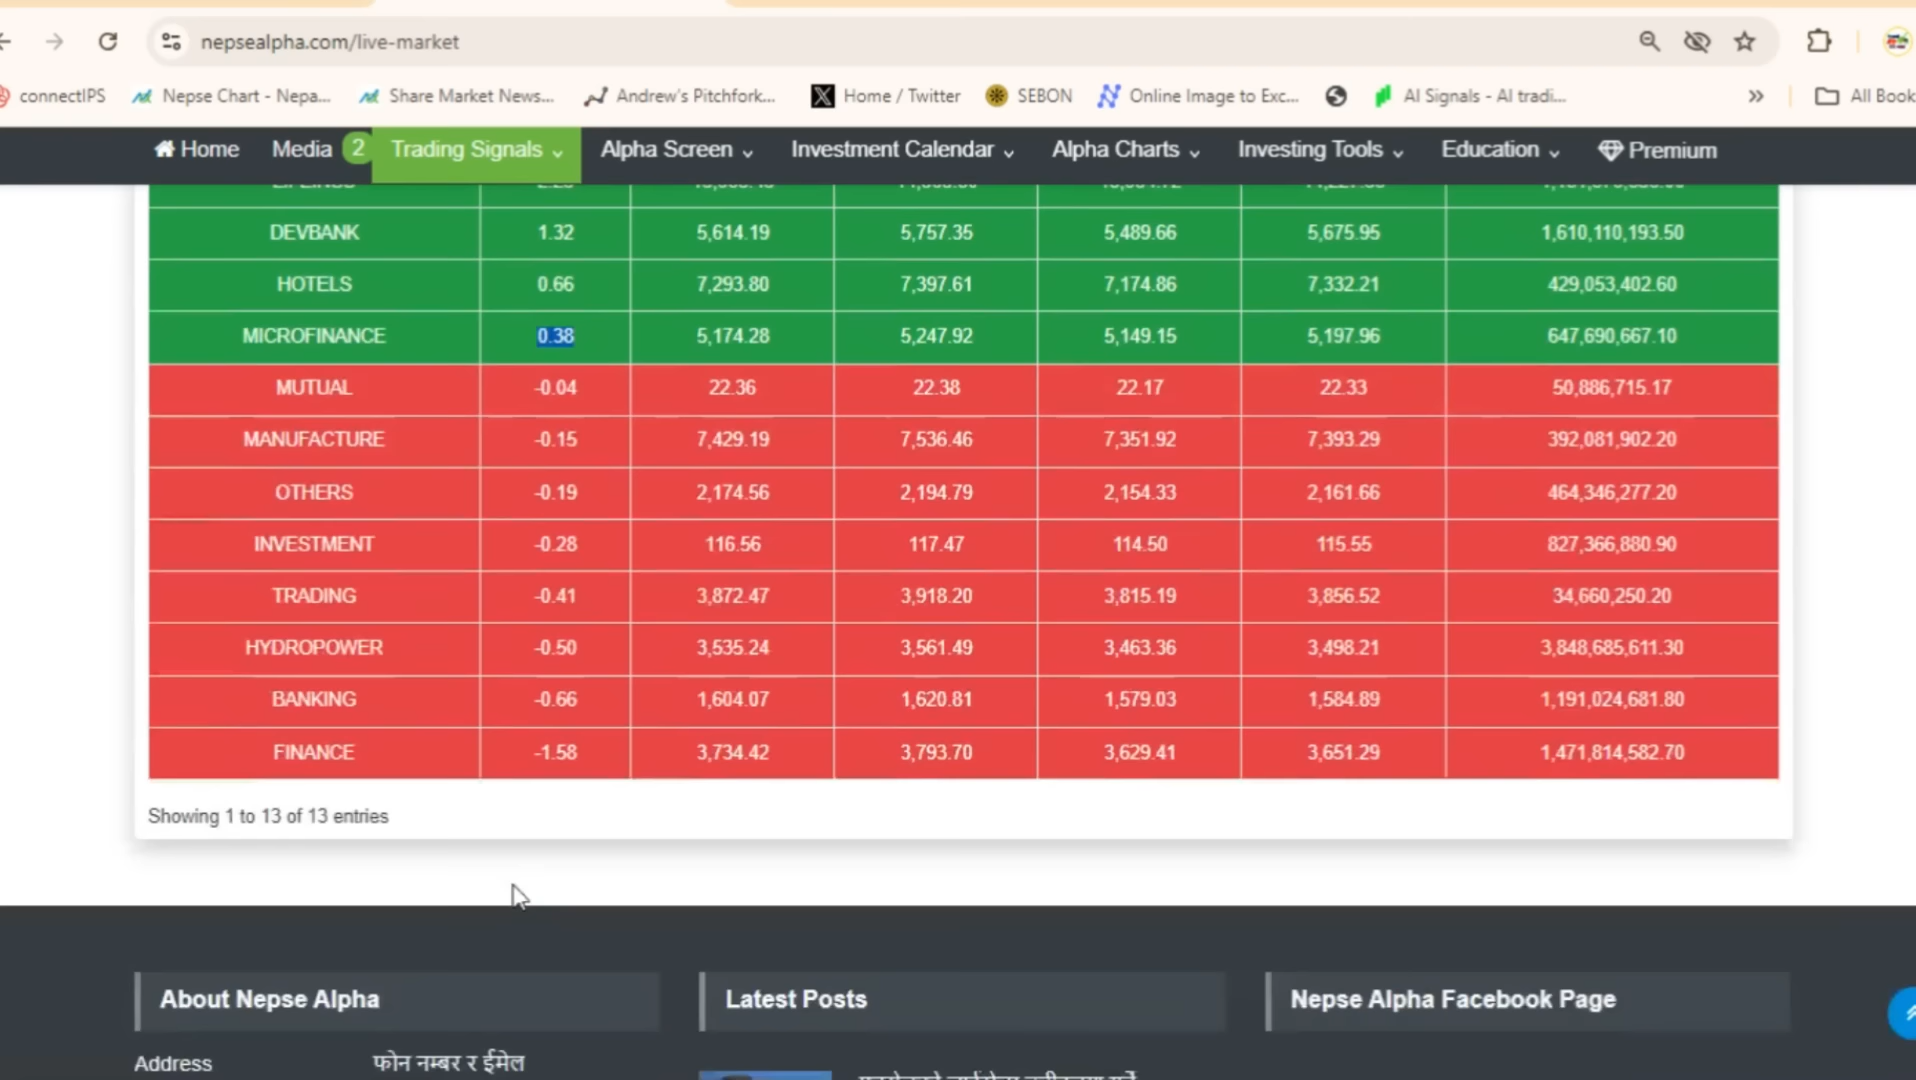 nepsealpha.com/live-market
connectIPS Nepse Chart - Nepa... Share Market News... Andrew's Pitchfork... Home / Twitter SEBON Online Image to Exc... AI Signals - AI tradi... » All Book
Home Media 2 Trading Signals Alpha Screen Investment Calendar Alpha Charts Investing Tools Education Premium
DEVBANK 1.32 5,614.19 5,757.35 5,489.66 5,675.95 1,610,110,193.50
HOTELS 0.66 7,293.80 7,397.61 7,174.86 7,332.21 429,053,402.60
MICROFINANCE 0.38 5,174.28 5,247.92 5,149.15 5,197.96 647,690,667.10
MUTUAL -0.04 22.36 22.38 22.17 22.33 50,886,715.17
MANUFACTURE -0.15 7,429.19 7,536.46 7,351.92 7,393.29 392,081,902.20
OTHERS -0.19 2,174.56 2,194.79 2,154.33 2,161.66 464,346,277.20
INVESTMENT -0.28 116.56 117.47 114.50 115.55 827,366,880.90
TRADING -0.41 3,872.47 3,918.20 3,815.19 3,856.52 34,660,250.20
HYDROPOWER -0.50 3,535.24 3,561.49 3,463.36 3,498.21 3,848,685,611.30
BANKING -0.66 1,604.07 1,620.81 1,579.03 1,584.89 1,191,024,681.80
FINANCE -1.58 3,734.42 3,793.70 3,629.41 3,651.29 1,471,814,582.70
Showing 1 to 13 of 13 entries
About Nepse Alpha Latest Posts Nepse Alpha Facebook Page
Address फोन नम्बर र ईमेल